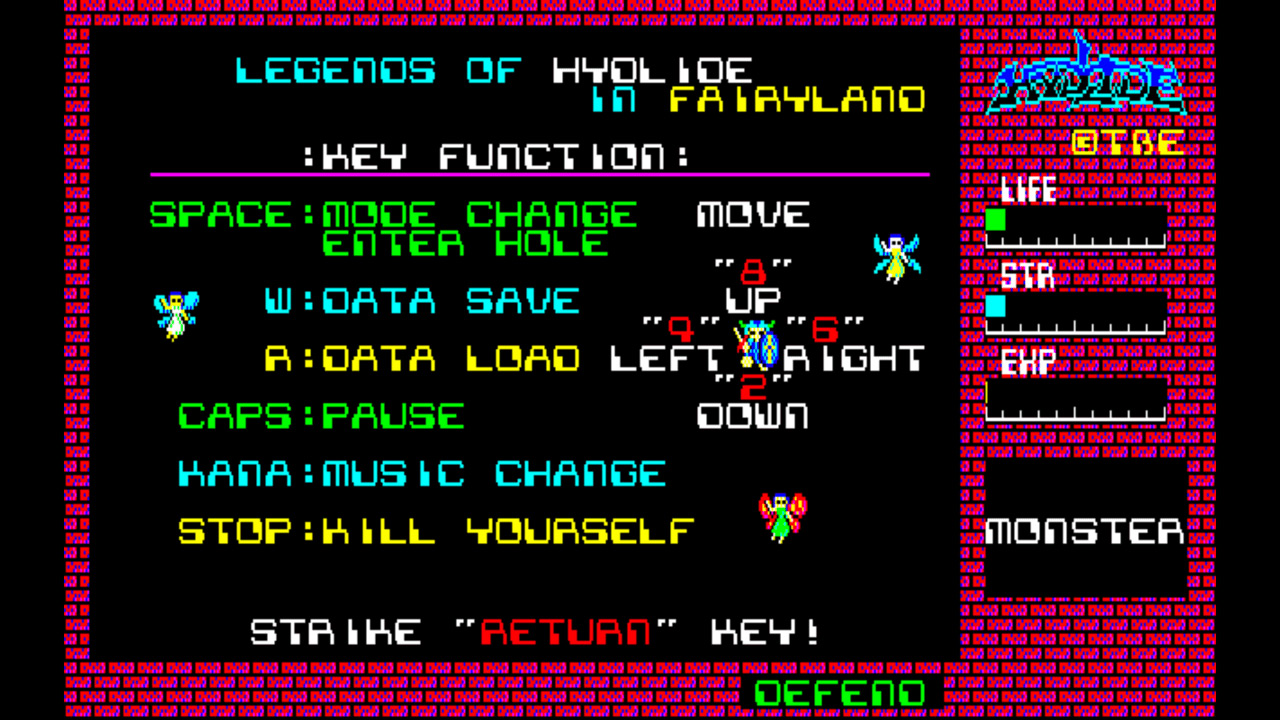 LEGENDS OF HYDLIDE
IN FAIRYLAND
:KEY FUNCTION:
SPACE:MODE CHANGE
ENTER HOLE
W:DATA SAVE
R:DATA LOAD
CAPS:PAUSE
KANA:MUSIC CHANGE
STOP:KILL YOURSELF
MOVE
"8"
UP
"4" "6"
LEFT RIGHT
"2"
DOWN
STRIKE "RETURN" KEY!
HYDLIDE
©TBE
LIFE
STR
EXP
MONSTER
DEFEND